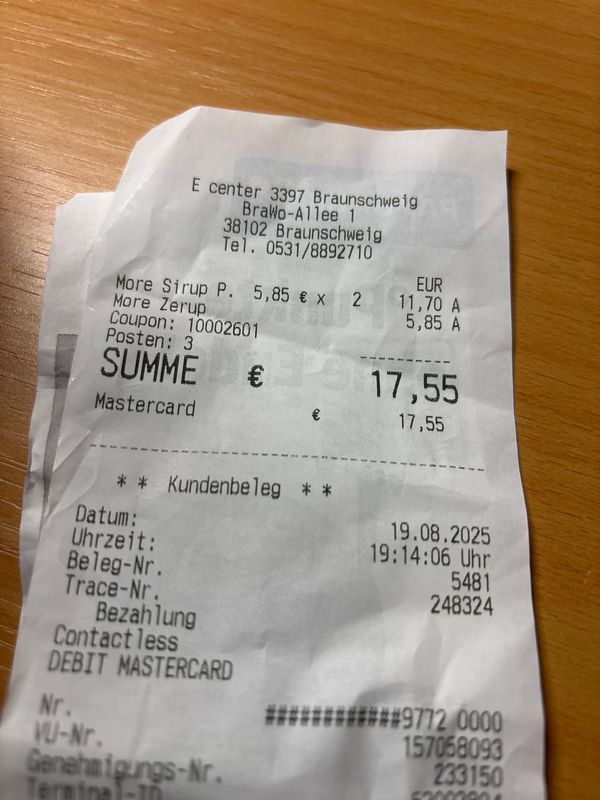 E center 3397 Braunschweig
BraWo-Allee 1
38102 Braunschweig
Tel. 0531/8892710
EUR
More Sirup P. 5,85 € x 2 11,70 A
More Zerup 5,85 A
Coupon: 10002601
Posten: 3
SUMME € 17,55
Mastercard € 17,55
* * Kundenbeleg * *
Datum: 19.08.2025
Uhrzeit: 19:14:06 Uhr
Beleg-Nr. 5481
Trace-Nr. 248324
Bezahlung
Contactless
DEBIT MASTERCARD
Nr. ############9772 0000
VU-Nr. 157058093
Genehmigungs-Nr. 233150
Terminal-ID